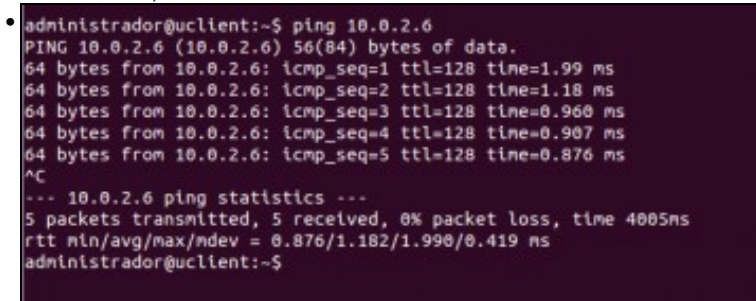 administrador@uclient:~$ ping 10.0.2.6
PING 10.0.2.6 (10.0.2.6) 56(84) bytes of data.
64 bytes from 10.0.2.6: icmp_seq=1 ttl=128 time=1.99 ms
64 bytes from 10.0.2.6: icmp_seq=2 ttl=128 time=1.18 ms
64 bytes from 10.0.2.6: icmp_seq=3 ttl=128 time=0.960 ms
64 bytes from 10.0.2.6: icmp_seq=4 ttl=128 time=0.907 ms
64 bytes from 10.0.2.6: icmp_seq=5 ttl=128 time=0.876 ms
^C
--- 10.0.2.6 ping statistics ---
5 packets transmitted, 5 received, 0% packet loss, time 4005ms
rtt min/avg/max/mdev = 0.876/1.182/1.990/0.419 ms
administrador@uclient:~$